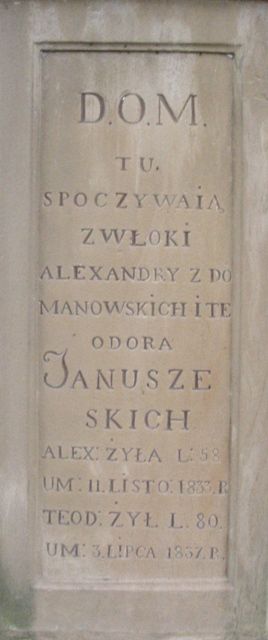 D.O.M.
TU.
SPOCZYWAIĄ
ZWŁOKI
ALEXANDRY Z DO
MANOWSKICH I TE
ODORA
JANUSZE
SKICH
ALEX: ŻYŁA L: 58
UM: 11. LISTO: 1833. R
TEOD: ŻYŁ. L. 80.
UM: 3. LIPCA 1837. R.